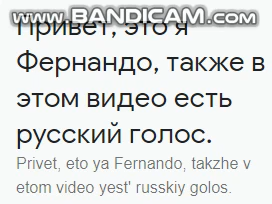 www.BANDICAM.com
Привет, это я
Фернандо, также в
этом видео есть
русский голос.
Privet, eto ya Fernando, takzhe v
etom video yest' russkiy golos.